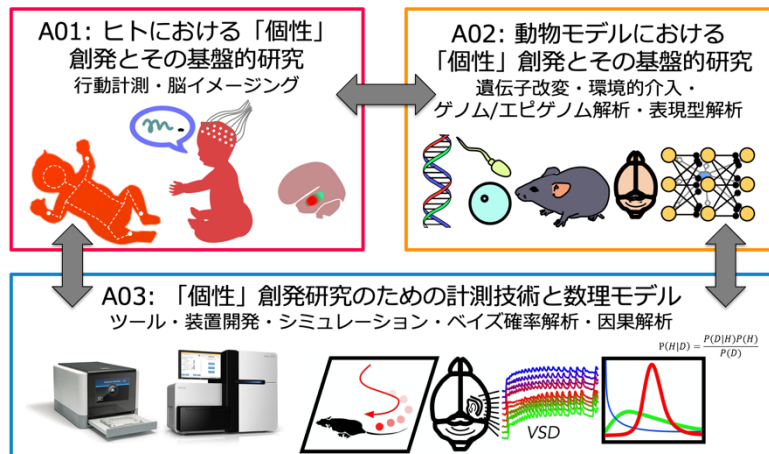 A01: ヒトにおける「個性」
創発とその基盤的研究
行動計測・脳イメージング
A02: 動物モデルにおける
「個性」創発とその基盤的研究
遺伝子改変・環境的介入・
ゲノム/エピゲノム解析・表現型解析
A03: 「個性」創発研究のための計測技術と数理モデル
ツール・装置開発・シミュレーション・ベイズ確率解析・因果解析
P(H|D) = P(D|H)P(H) / P(D)
VSD